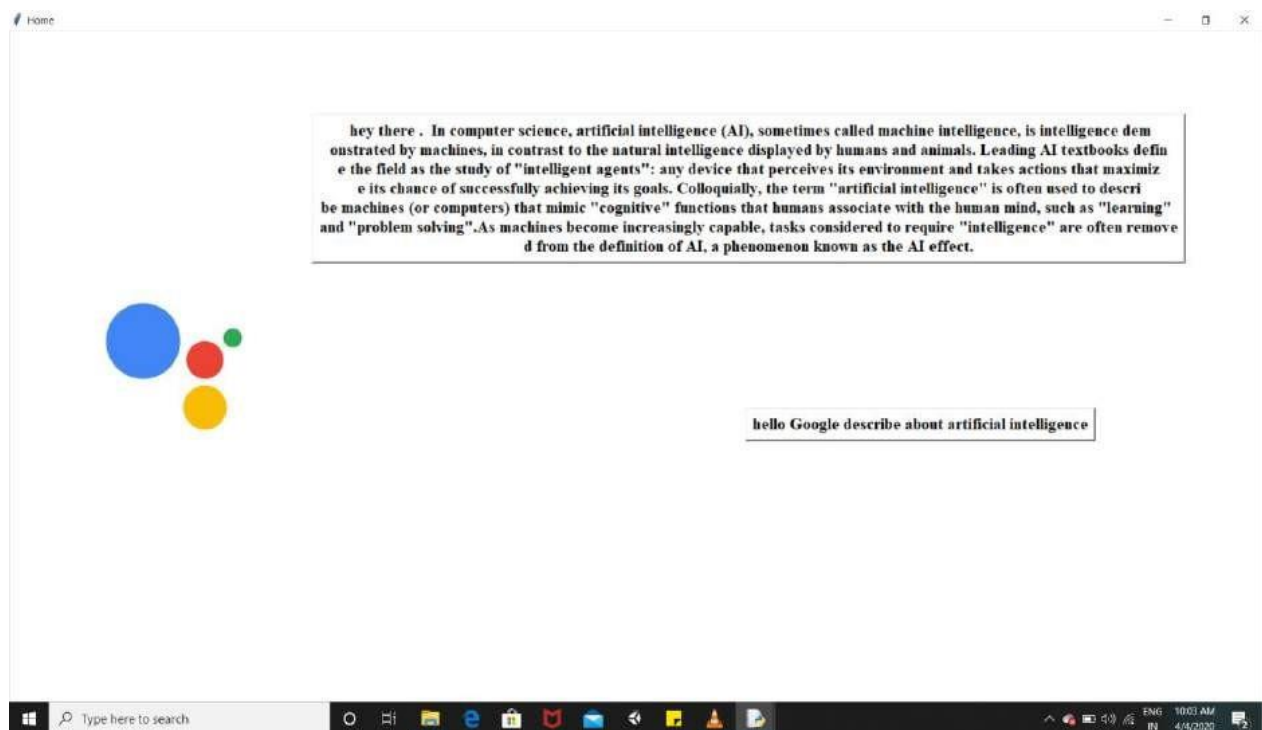 Home
hey there .  In computer science, artificial intelligence (AI), sometimes called machine intelligence, is intelligence dem
onstrated by machines, in contrast to the natural intelligence displayed by humans and animals. Leading AI textbooks defin
e the field as the study of "intelligent agents": any device that perceives its environment and takes actions that maximiz
e its chance of successfully achieving its goals. Colloquially, the term "artificial intelligence" is often used to descri
be machines (or computers) that mimic "cognitive" functions that humans associate with the human mind, such as "learning"
and "problem solving".As machines become increasingly capable, tasks considered to require "intelligence" are often remove
d from the definition of AI, a phenomenon known as the AI effect.
hello Google describe about artificial intelligence
Type here to search
ENG
IN
10:03 AM
4/4/2020
2